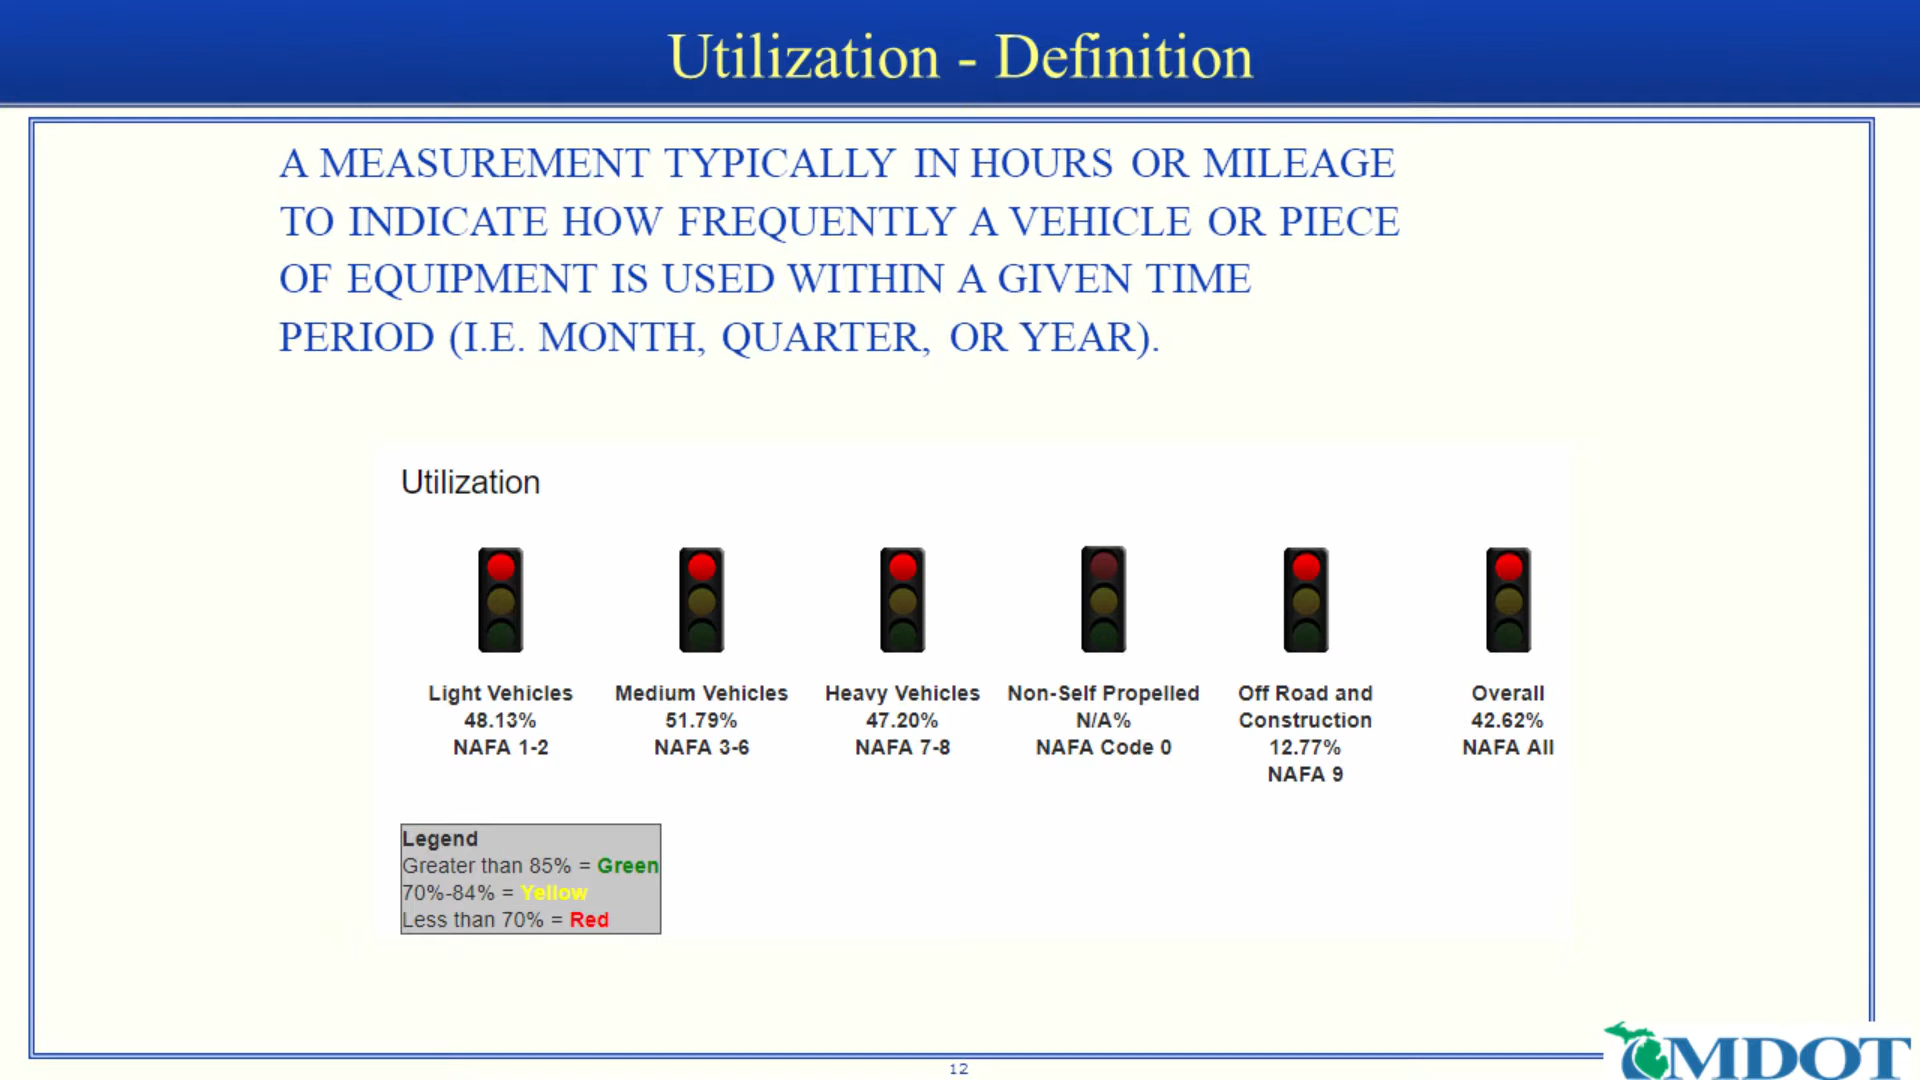 Utilization - Definition
A MEASUREMENT TYPICALLY IN HOURS OR MILEAGE
TO INDICATE HOW FREQUENTLY A VEHICLE OR PIECE
OF EQUIPMENT IS USED WITHIN A GIVEN TIME
PERIOD (I.E. MONTH, QUARTER, OR YEAR).
Utilization
Light Vehicles
48.13%
NAFA 1-2
Medium Vehicles
51.79%
NAFA 3-6
Heavy Vehicles
47.20%
NAFA 7-8
Non-Self Propelled
N/A%
NAFA Code 0
Off Road and
Construction
12.77%
NAFA 9
Overall
42.62%
NAFA All
Legend
Greater than 85% = Green
70%-84% = Yellow
Less than 70% = Red
12
MDOT